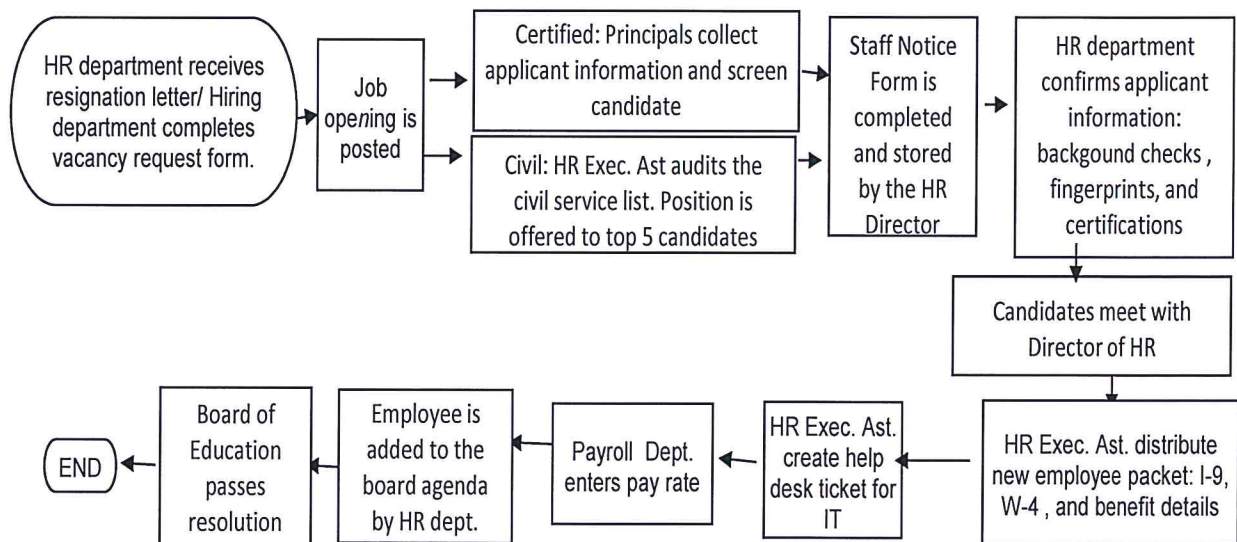 HR department receives
resignation letter/ Hiring
department completes
vacancy request form.
Job
opening is
posted
Certified: Principals collect
applicant information and screen
candidate
Civil: HR Exec. Ast audits the
civil service list. Position is
offered to top 5 candidates
Staff Notice
Form is
completed
and stored
by the HR
Director
HR department
confirms applicant
information:
backgound checks ,
fingerprints, and
certifications
Candidates meet with
Director of HR
HR Exec. Ast. distribute
new employee packet: I-9,
W-4 , and benefit details
HR Exec. Ast.
create help
desk ticket for
IT
Payroll Dept.
enters pay rate
Employee is
added to the
board agenda
by HR dept.
Board of
Education
passes
resolution
END